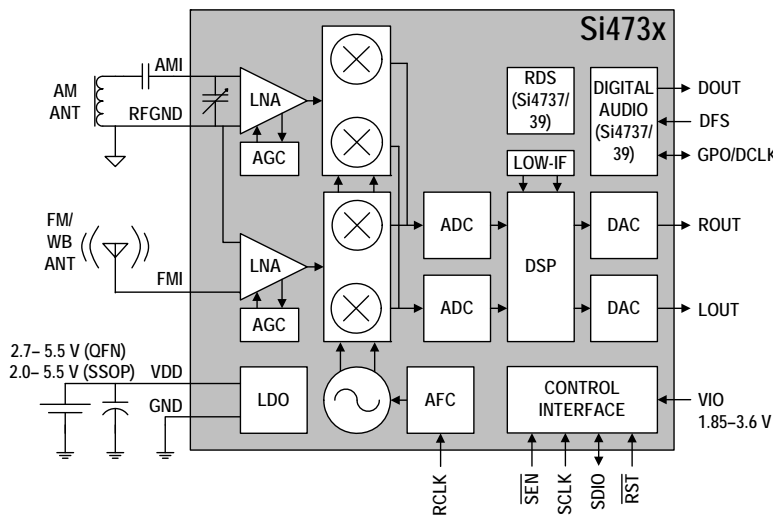 Si473x
AMI
AM
ANT
RFGND
LNA
AGC
RDS
(Si4737/
39)
DIGITAL
AUDIO
(Si4737/
39)
DOUT
DFS
GPO/DCLK
LOW-IF
FM/
WB
ANT
FMI
LNA
AGC
ADC
ADC
DSP
DAC
DAC
ROUT
LOUT
2.7– 5.5 V (QFN)
2.0– 5.5 V (SSOP)
VDD
GND
LDO
AFC
CONTROL
INTERFACE
VIO
1.85–3.6 V
RCLK
SEN
SCLK
SDIO
RST